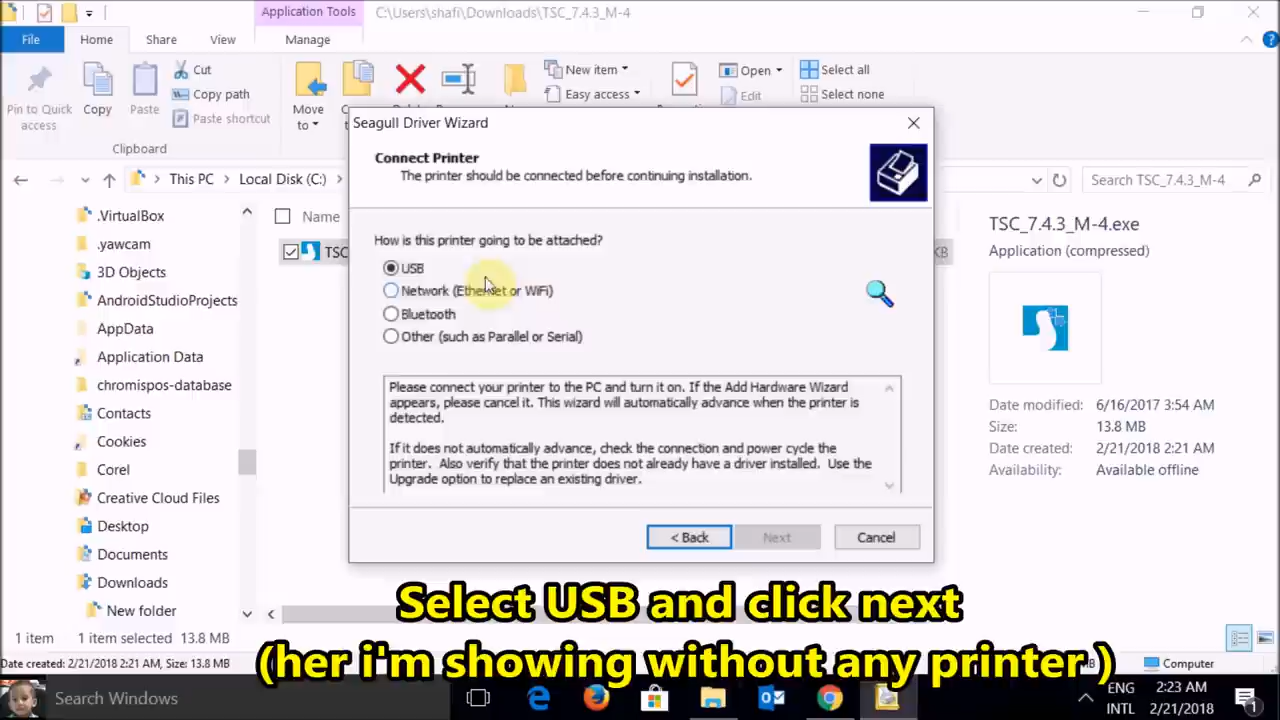 Application Tools
C:\Users\shafi\Downloads\TSC_7.4.3_M-4
File
Home
Share
View
Manage
Pin to Quick access
Copy
Paste
Cut
Copy path
Paste shortcut
Clipboard
Move to
New item
Easy access
Open
Edit
Select all
Select none
This PC
Local Disk (C:)
Search TSC_7.4.3_M-4
.VirtualBox
.yawcam
3D Objects
AndroidStudioProjects
AppData
Application Data
chromispos-database
Contacts
Cookies
Corel
Creative Cloud Files
Desktop
Documents
Downloads
New folder
Name
TSC
KB
Seagull Driver Wizard
Connect Printer
The printer should be connected before continuing installation.
How is this printer going to be attached?
USB
Network (Ethernet or WiFi)
Bluetooth
Other (such as Parallel or Serial)
Please connect your printer to the PC and turn it on. If the Add Hardware Wizard
appears, please cancel it. This wizard will automatically advance when the printer is
detected.
If it does not automatically advance, check the connection and power cycle the
printer. Also verify that the printer does not already have a driver installed. Use the
Upgrade option to replace an existing driver.
< Back
Next
Cancel
TSC_7.4.3_M-4.exe
Application (compressed)
Date modified: 6/16/2017 3:54 AM
Size: 13.8 MB
Date created: 2/21/2018 2:21 AM
Availability: Available offline
Select USB and click next
(her i'm showing without any printer )
1 item
1 item selected 13.8 MB
Date created: 2/21/2018 2:21 AM, Size: 13.8 MB
Computer
Search Windows
ENG
INTL
2:23 AM
2/21/2018
1